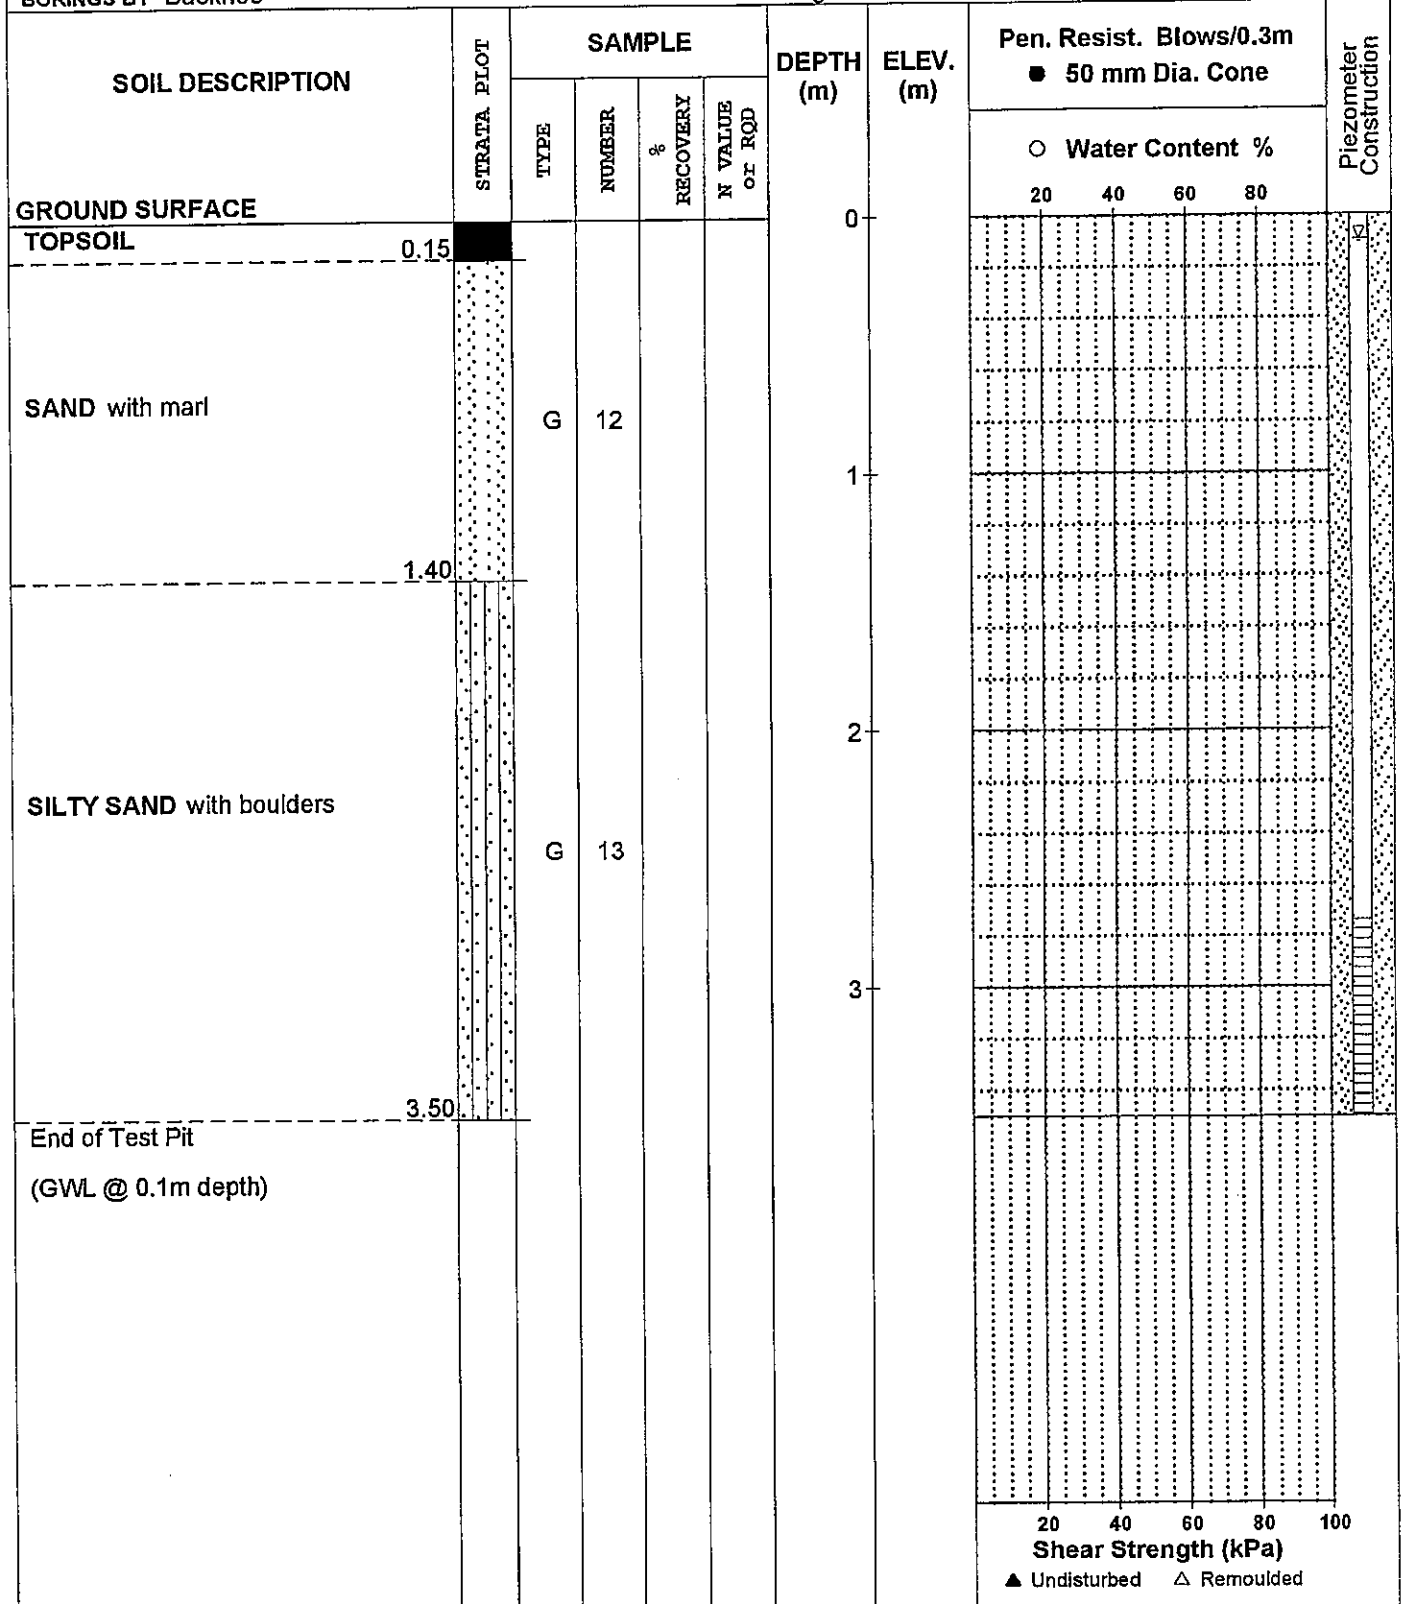 SOIL DESCRIPTION
STRATA PLOT
SAMPLE
TYPE
NUMBER
%
RECOVERY
N VALUE
or RQD
DEPTH
(m)
ELEV.
(m)
Pen. Resist. Blows/0.3m
● 50 mm Dia. Cone
○ Water Content %
20 40 60 80
Piezometer
Construction
GROUND SURFACE
0
TOPSOIL
0.15
SAND with marl
G 12
1
1.40
2
SILTY SAND with boulders
G 13
3
3.50
End of Test Pit
(GWL @ 0.1m depth)
20 40 60 80 100
Shear Strength (kPa)
▲ Undisturbed △ Remoulded